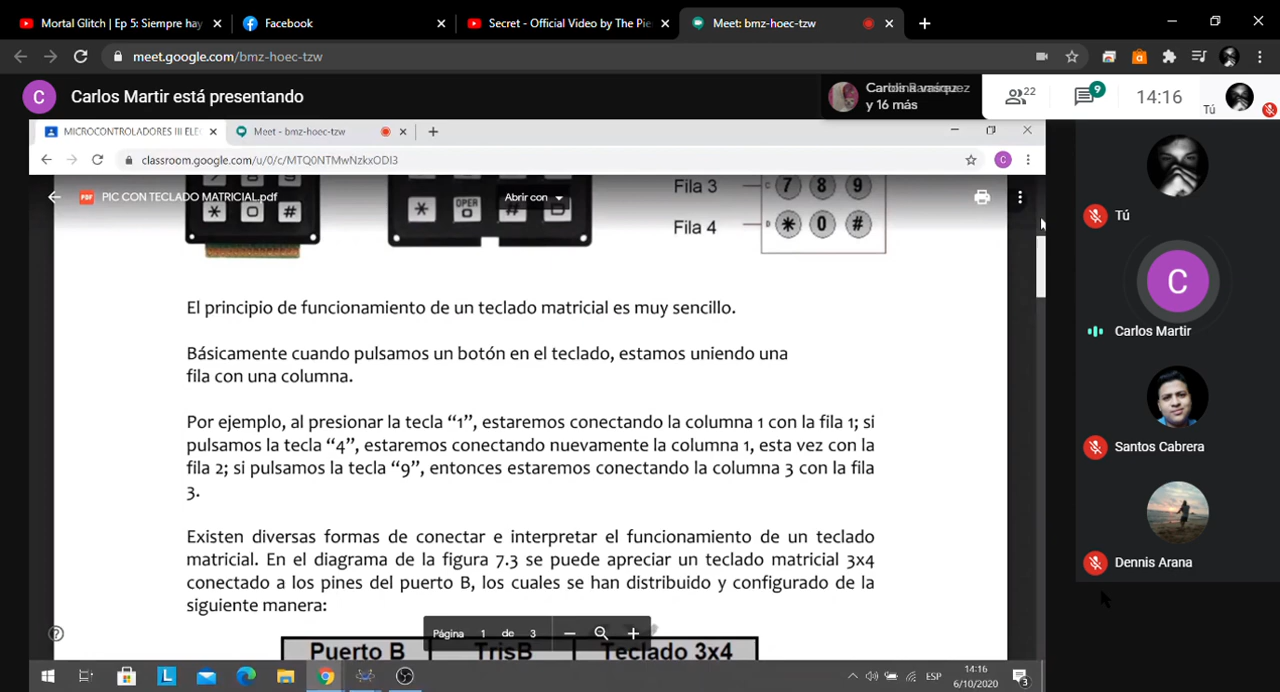 Mortal Glitch | Ep 5: Siempre hay
Facebook
Secret - Official Video by The Pie
Meet: bmz-hoec-tzw
meet.google.com/bmz-hoec-tzw
C
Carlos Martir está presentando
y 16 más
22
9
14:16
Tú
MICROCONTROLADORES III ELE
Meet - bmz-hoec-tzw
classroom.google.com/u/0/c/MTQ0NTMwNzkxODI3
C
PDF
PIC CON TECLADO MATRICIAL.pdf
Abrir con
Fila 3
C
7 8 9
* 0 #
* OPER 0 # D
Fila 4
D
* 0 #
El principio de funcionamiento de un teclado matricial es muy sencillo.
Básicamente cuando pulsamos un botón en el teclado, estamos uniendo una
fila con una columna.
Por ejemplo, al presionar la tecla “1”, estaremos conectando la columna 1 con la fila 1; si
pulsamos la tecla “4”, estaremos conectando nuevamente la columna 1, esta vez con la
fila 2; si pulsamos la tecla “9”, entonces estaremos conectando la columna 3 con la fila
3.
Existen diversas formas de conectar e interpretar el funcionamiento de un teclado
matricial. En el diagrama de la figura 7.3 se puede apreciar un teclado matricial 3x4
conectado a los pines del puerto B, los cuales se han distribuido y configurado de la
siguiente manera:
Página 1 de 3
Puerto B TrisB Teclado 3x4
Tú
C
Carlos Martir
Santos Cabrera
Dennis Arana
L
ESP
14:16
6/10/2020
3